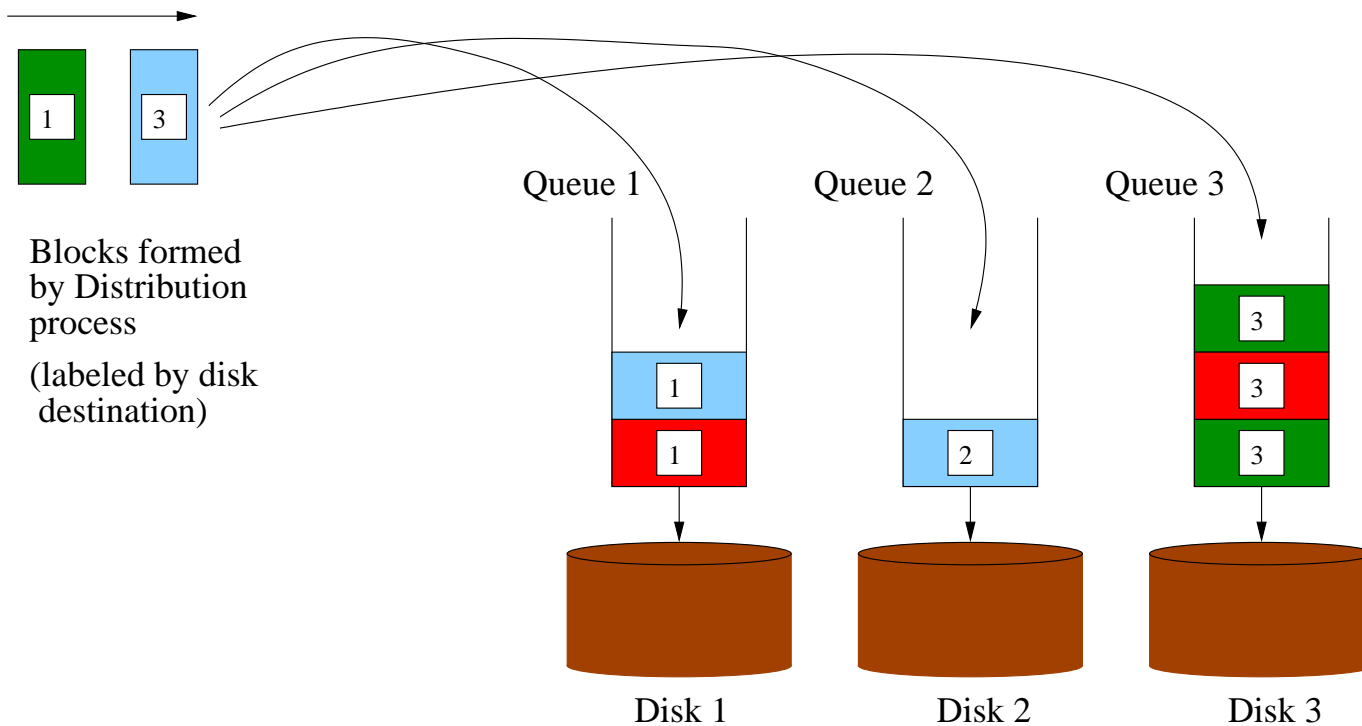 1
3
Queue 1
Queue 2
Queue 3
Blocks formed
by Distribution
process
(labeled by disk
destination)
3
1
3
1
2
3
Disk 1
Disk 2
Disk 3